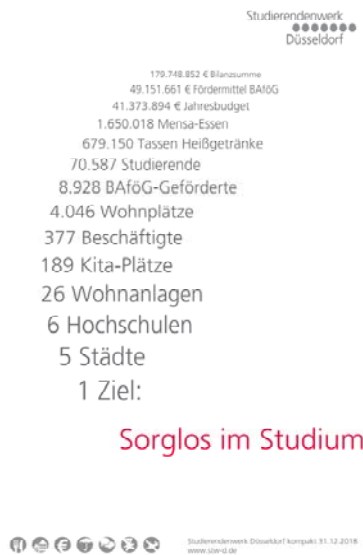 Studierendenwerk
Düsseldorf
179.748.852 € Bilanzsumme
49.151.661 € Fördermittel BAföG
41.373.894 € Jahresbudget
1.650.018 Mensa-Essen
679.150 Tassen Heißgetränke
70.587 Studierende
8.928 BAföG-Geförderte
4.046 Wohnplätze
377 Beschäftigte
189 Kita-Plätze
26 Wohnanlagen
6 Hochschulen
5 Städte
1 Ziel:
Sorglos im Studium
Studierendenwerk Düsseldorf kompakt 31.12.2018
www.stw-d.de